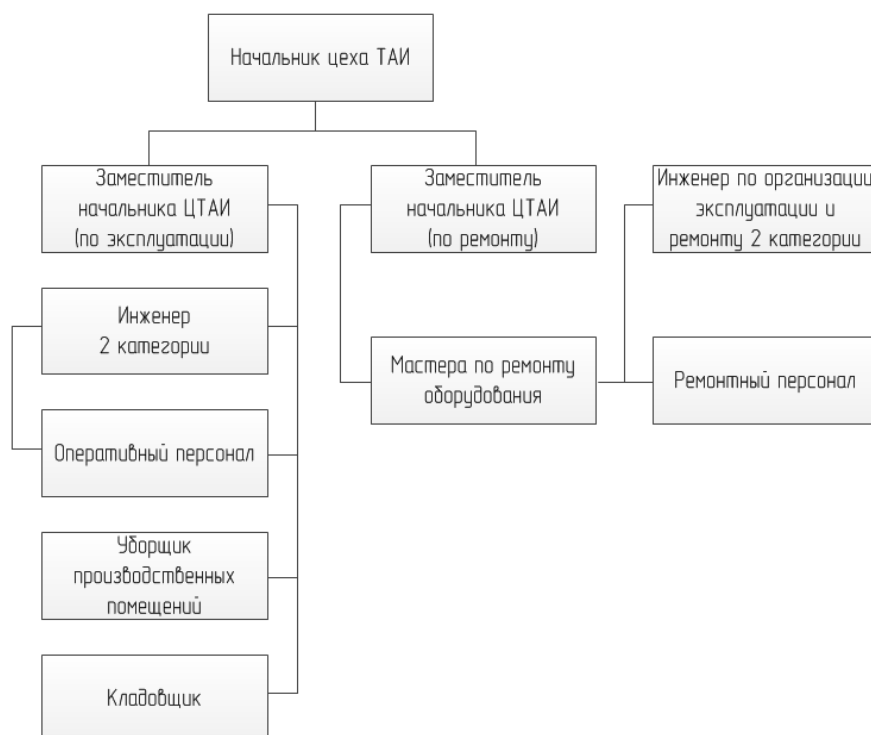 Начальник цеха ТАИ
Заместитель
начальника ЦТАИ
(по эксплуатации)
Заместитель
начальника ЦТАИ
(по ремонту)
Инженер по организации
эксплуатации и
ремонту 2 категории
Инженер
2 категории
Мастера по ремонту
оборудования
Ремонтный персонал
Оперативный персонал
Уборщик
производственных
помещений
Кладовщик